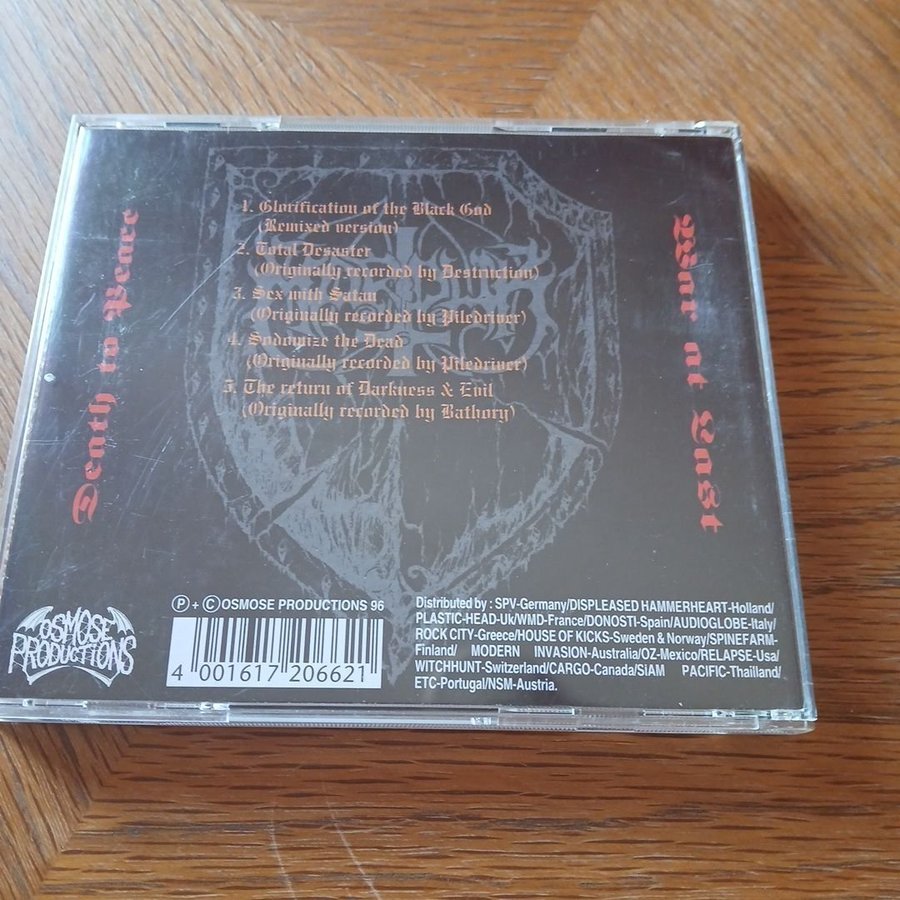 Death to Peace
1. Glorification of the Black God
(Remixed version)
2. Total Desaster
(Originally recorded by Destruction)
3. Sex with Satan
(Originally recorded by Piledriver)
4. Sodomize the Dead
(Originally recorded by Piledriver)
5. The return of Darkness & Evil
(Originally recorded by Bathory)
War at Last
OSMOSE
PRODUCTIONS
Ⓟ + © OSMOSE PRODUCTIONS 96
4 001617 206621
Distributed by : SPV-Germany/DISPLEASED HAMMERHEART-Holland/
PLASTIC-HEAD-Uk/WMD-France/DONOSTI-Spain/AUDIOGLOBE-Italy/
ROCK CITY-Greece/HOUSE OF KICKS-Sweden & Norway/SPINEFARM-
Finland/ MODERN INVASION-Australia/OZ-Mexico/RELAPSE-Usa/
WITCHHUNT-Switzerland/CARGO-Canada/SiAM PACIFIC-Thailland/
ETC-Portugal/NSM-Austria.